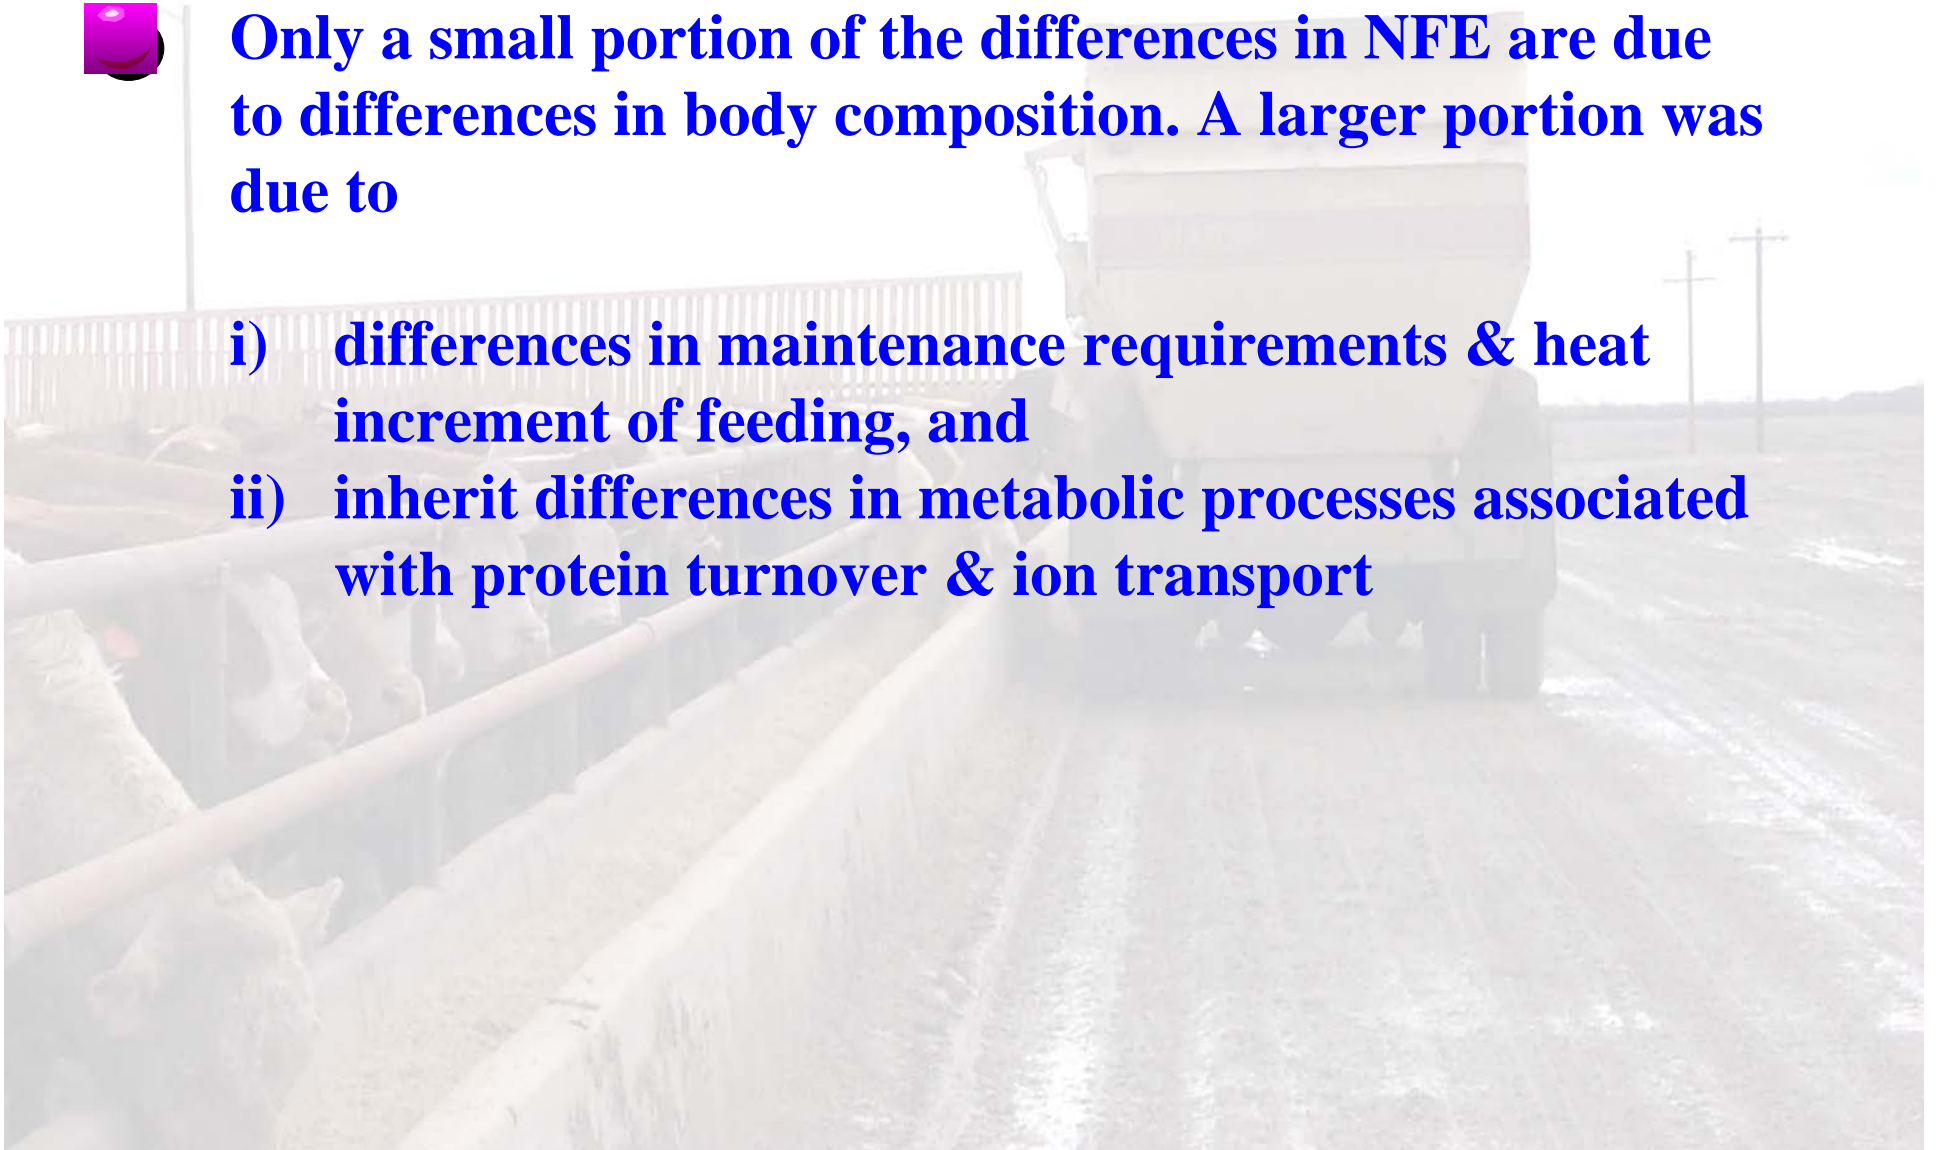 Only a small portion of the differences in NFE are due
to differences in body composition. A larger portion was
due to
i) differences in maintenance requirements & heat
increment of feeding, and
ii) inherit differences in metabolic processes associated
with protein turnover & ion transport